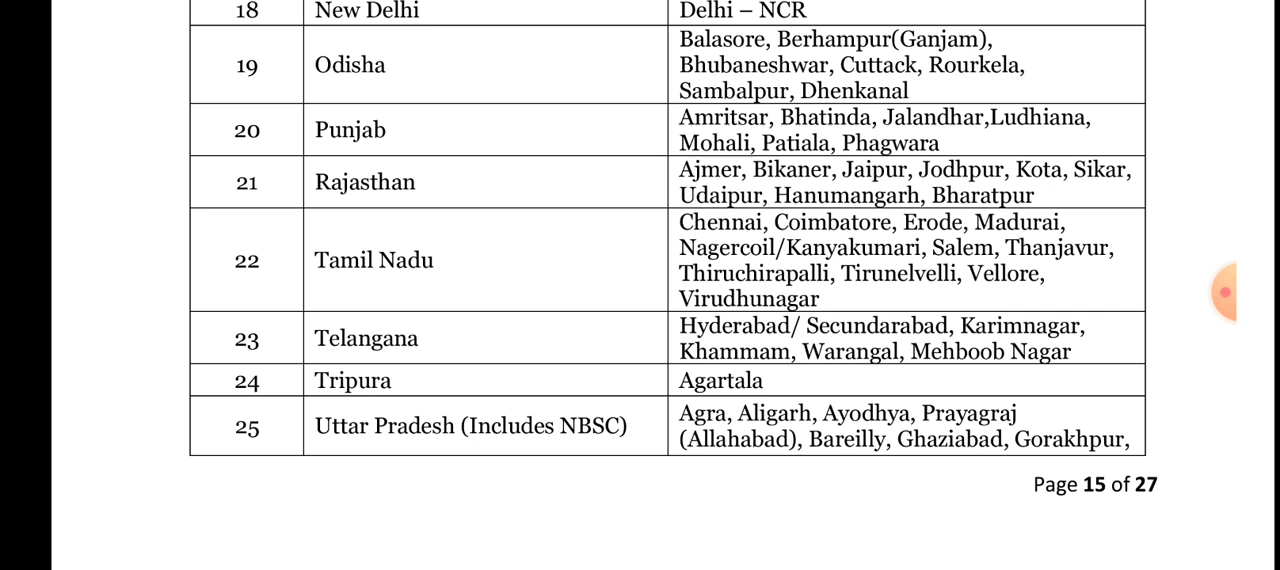 18 New Delhi Delhi – NCR
19 Odisha Balasore, Berhampur(Ganjam),
Bhubaneshwar, Cuttack, Rourkela,
Sambalpur, Dhenkanal
20 Punjab Amritsar, Bhatinda, Jalandhar,Ludhiana,
Mohali, Patiala, Phagwara
21 Rajasthan Ajmer, Bikaner, Jaipur, Jodhpur, Kota, Sikar,
Udaipur, Hanumangarh, Bharatpur
22 Tamil Nadu Chennai, Coimbatore, Erode, Madurai,
Nagercoil/Kanyakumari, Salem, Thanjavur,
Thiruchirapalli, Tirunelvelli, Vellore,
Virudhunagar
23 Telangana Hyderabad/ Secundarabad, Karimnagar,
Khammam, Warangal, Mehboob Nagar
24 Tripura Agartala
25 Uttar Pradesh (Includes NBSC) Agra, Aligarh, Ayodhya, Prayagraj
(Allahabad), Bareilly, Ghaziabad, Gorakhpur,
Page 15 of 27